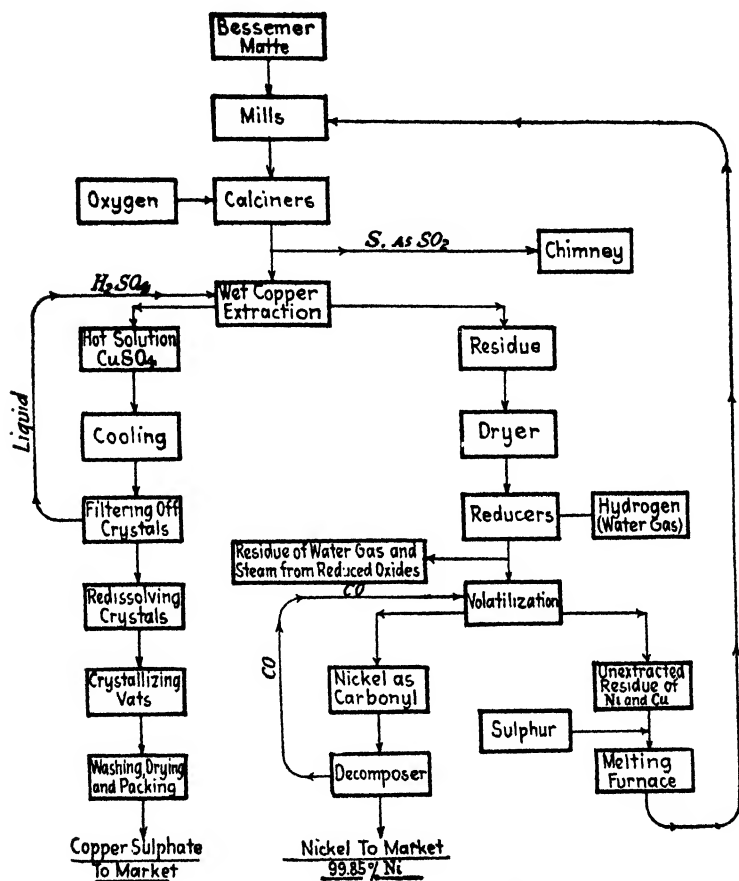 Bessemer
Matte
Mills
Oxygen
Calciners
S. As SO2
Chimney
H2SO4
Wet Copper
Extraction
Hot Solution
CuSO4
Residue
Liquid
Cooling
Dryer
Filtering Off
Crystals
Reducers
Hydrogen
(Water Gas)
Residue of Water Gas and
Steam from Reduced Oxides
CO
Redissolving
Crystals
Volatilization
CO
Crystallizing
Vats
Nickel as
Carbonyl
Unextracted
Residue of
Ni and Cu
Sulphur
Washing, Drying
and Packing
Decomposer
Melting
Furnace
Copper Sulphate
To Market
Nickel To Market
99.85% Ni